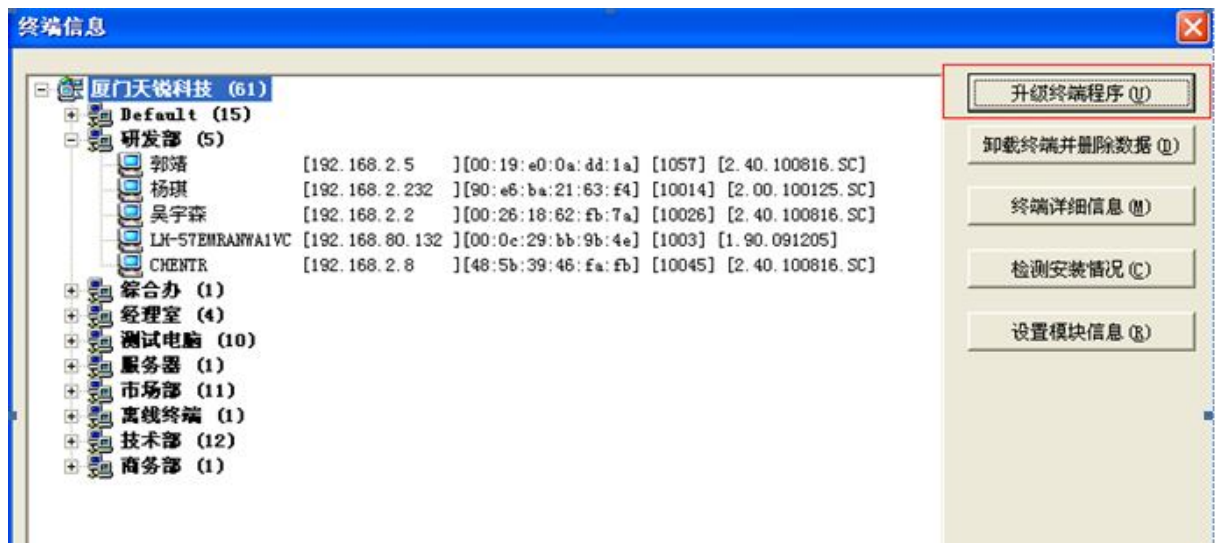 终端信息
厦门天锐科技 (61)
Default (15)
研发部 (5)
郭靖 [192.168.2.5 ][00:19:e0:0a:dd:1a] [1057] [2.40.100816.SC]
杨琪 [192.168.2.232 ][90:e6:ba:21:63:f4] [10014] [2.00.100125.SC]
吴宇森 [192.168.2.2 ][00:26:18:62:fb:7a] [10026] [2.40.100816.SC]
LH-57EMRANWA1VC [192.168.80.132 ][00:0c:29:bb:9b:4e] [1003] [1.90.091205]
CHENTR [192.168.2.8 ][48:5b:39:46:fa:fb] [10045] [2.40.100816.SC]
综合办 (1)
经理室 (4)
测试电脑 (10)
服务器 (1)
市场部 (11)
离线终端 (1)
技术部 (12)
商务部 (1)
升级终端程序(U)
卸载终端并删除数据(D)
终端详细信息(M)
检测安装情况(C)
设置模块信息(R)